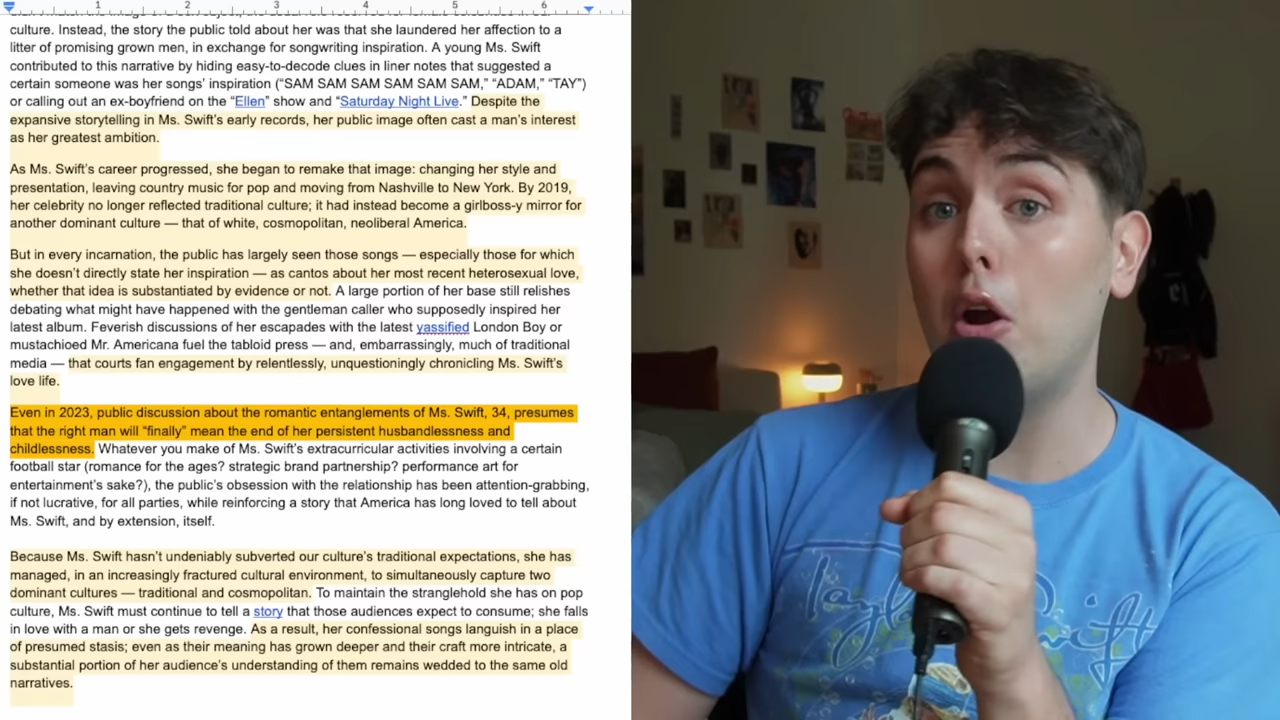 1 2 3 4 5 6
culture. Instead, the story the public told about her was that she laundered her affection to a
litter of promising grown men, in exchange for songwriting inspiration. A young Ms. Swift
contributed to this narrative by hiding easy-to-decode clues in liner notes that suggested a
certain someone was her songs’ inspiration (“SAM SAM SAM SAM SAM SAM,” “ADAM,” “TAY”)
or calling out an ex-boyfriend on the “Ellen” show and “Saturday Night Live.” Despite the
expansive storytelling in Ms. Swift’s early records, her public image often cast a man’s interest
as her greatest ambition.
As Ms. Swift’s career progressed, she began to remake that image: changing her style and
presentation, leaving country music for pop and moving from Nashville to New York. By 2019,
her celebrity no longer reflected traditional culture; it had instead become a girlboss-y mirror for
another dominant culture — that of white, cosmopolitan, neoliberal America.
But in every incarnation, the public has largely seen those songs — especially those for which
she doesn’t directly state her inspiration — as cantos about her most recent heterosexual love,
whether that idea is substantiated by evidence or not. A large portion of her base still relishes
debating what might have happened with the gentleman caller who supposedly inspired her
latest album. Feverish discussions of her escapades with the latest yassified London Boy or
mustachioed Mr. Americana fuel the tabloid press — and, embarrassingly, much of traditional
media — that courts fan engagement by relentlessly, unquestioningly chronicling Ms. Swift’s
love life.
Even in 2023, public discussion about the romantic entanglements of Ms. Swift, 34, presumes
that the right man will “finally” mean the end of her persistent husbandlessness and
childlessness. Whatever you make of Ms. Swift’s extracurricular activities involving a certain
football star (romance for the ages? strategic brand partnership? performance art for
entertainment’s sake?), the public’s obsession with the relationship has been attention-grabbing,
if not lucrative, for all parties, while reinforcing a story that America has long loved to tell about
Ms. Swift, and by extension, itself.
Because Ms. Swift hasn’t undeniably subverted our culture’s traditional expectations, she has
managed, in an increasingly fractured cultural environment, to simultaneously capture two
dominant cultures — traditional and cosmopolitan. To maintain the stranglehold she has on pop
culture, Ms. Swift must continue to tell a story that those audiences expect to consume; she falls
in love with a man or she gets revenge. As a result, her confessional songs languish in a place
of presumed stasis; even as their meaning has grown deeper and their craft more intricate, a
substantial portion of her audience’s understanding of them remains wedded to the same old
narratives.
Taylor Swift